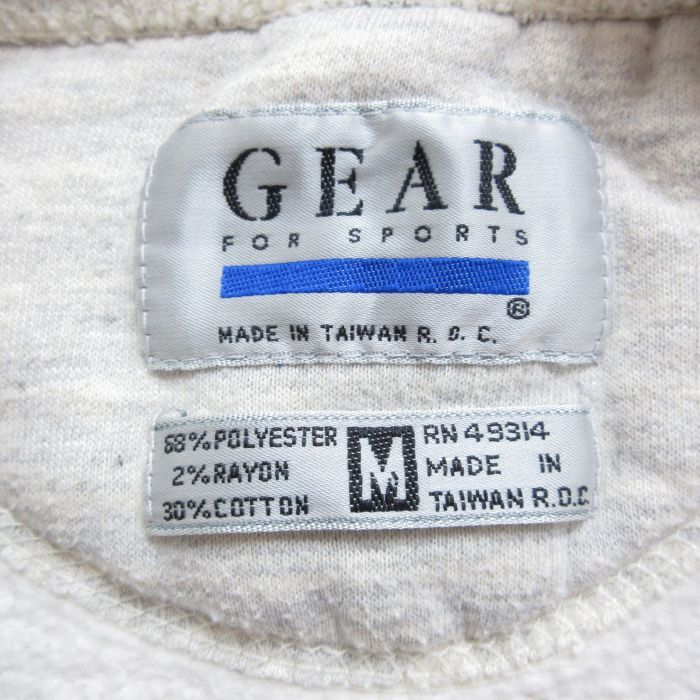 GEAR
FOR SPORTS
®
MADE IN TAIWAN R.O.C.
68%POLYESTER
2%RAYON
30%COTTON
M
RN 49314
MADE IN
TAIWAN R.O.C